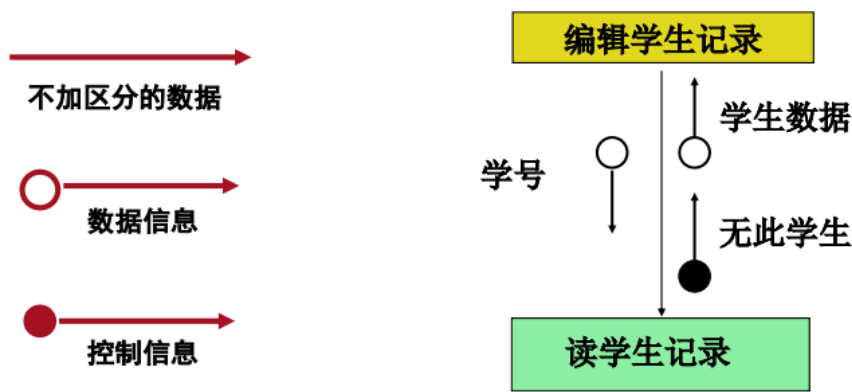 不加区分的数据
数据信息
控制信息
编辑学生记录
学号
学生数据
无此学生
读学生记录